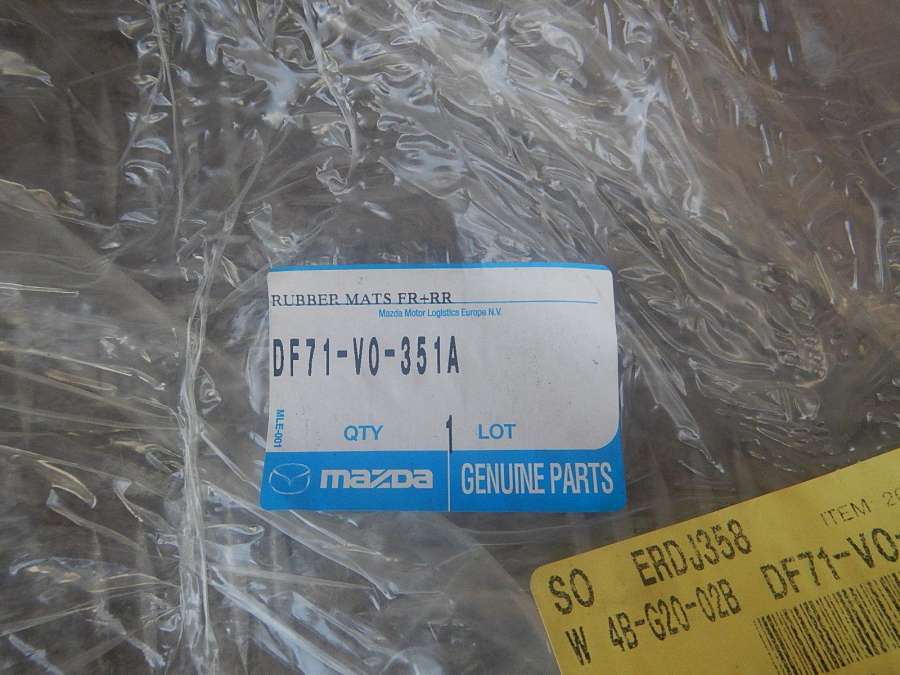 RUBBER MATS FR+RR
Mazda Motor Logistics Europe N.V.
DF71-V0-351A
MLE-001
QTY 1 LOT
mazda GENUINE PARTS
ITEM
SO ERDJ358
W 4B-G20-02B DF71-V0-